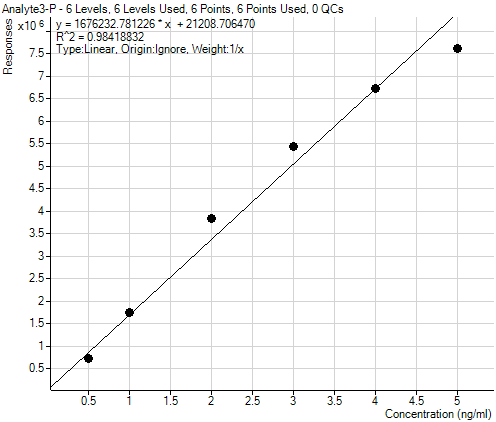 Analyte3-P - 6 Levels, 6 Levels Used, 6 Points, 6 Points Used, 0 QCs
x10 6
y = 1676232.781226 * x + 21208.706470
R^2 = 0.98418832
Type:Linear, Origin:Ignore, Weight:1/x
Responses
7.5
7
6.5
6
5.5
5
4.5
4
3.5
3
2.5
2
1.5
1
0.5
0.5 1 1.5 2 2.5 3 3.5 4 4.5 5
Concentration (ng/ml)